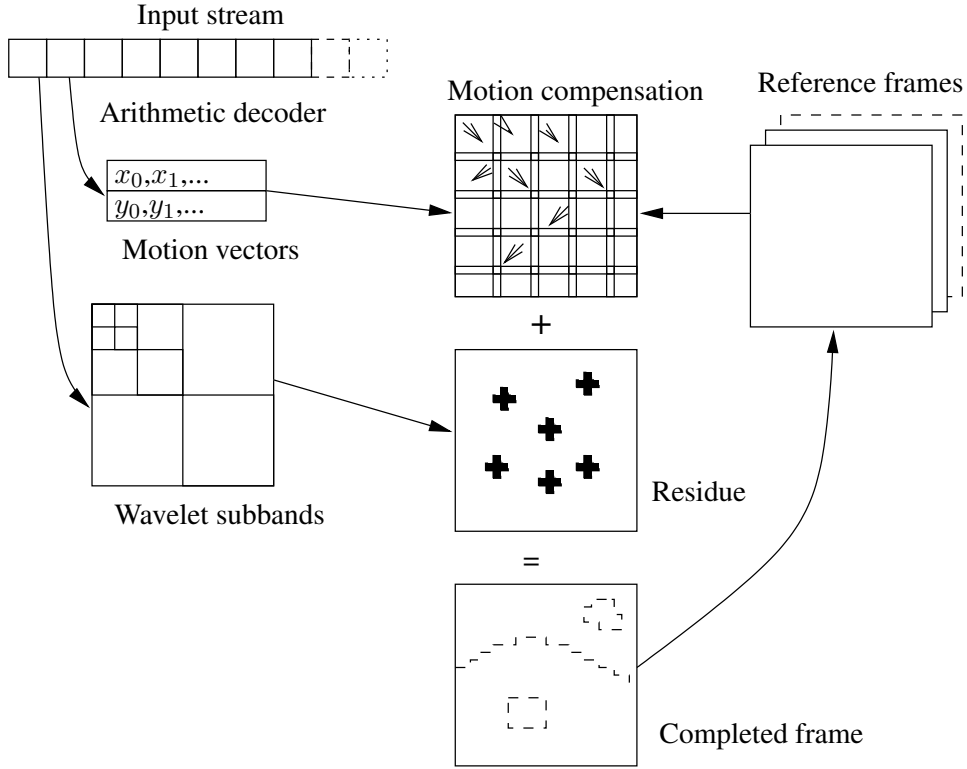 Input stream
Arithmetic decoder
Motion compensation
Reference frames
x₀,x₁,...
y₀,y₁,...
Motion vectors
+
Wavelet subbands
Residue
=
Completed frame